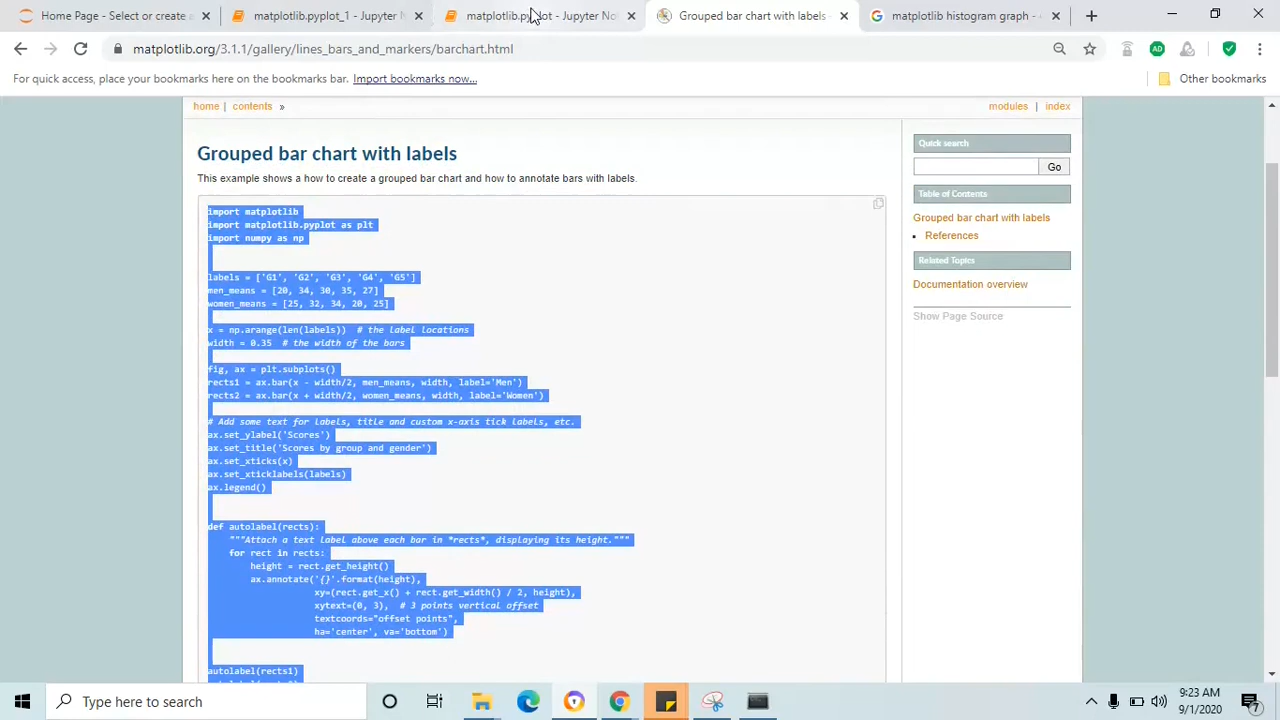 Home Page - Select or create a
matplotlib.pyplot_1 - Jupyter N
matplotlib.pyplot - Jupyter No
Grouped bar chart with labels -
matplotlib histogram graph -
matplotlib.org/3.1.1/gallery/lines_bars_and_markers/barchart.html
For quick access, place your bookmarks here on the bookmarks bar. Import bookmarks now...
Other bookmarks
home | contents »
modules | index
Grouped bar chart with labels
This example shows a how to create a grouped bar chart and how to annotate bars with labels.
import matplotlib
import matplotlib.pyplot as plt
import numpy as np
labels = ['G1', 'G2', 'G3', 'G4', 'G5']
men_means = [20, 34, 30, 35, 27]
women_means = [25, 32, 34, 20, 25]
x = np.arange(len(labels))  # the label locations
width = 0.35  # the width of the bars
fig, ax = plt.subplots()
rects1 = ax.bar(x - width/2, men_means, width, label='Men')
rects2 = ax.bar(x + width/2, women_means, width, label='Women')
# Add some text for labels, title and custom x-axis tick labels, etc.
ax.set_ylabel('Scores')
ax.set_title('Scores by group and gender')
ax.set_xticks(x)
ax.set_xticklabels(labels)
ax.legend()
def autolabel(rects):
"""Attach a text label above each bar in *rects*, displaying its height."""
for rect in rects:
height = rect.get_height()
ax.annotate('{}'.format(height),
xy=(rect.get_x() + rect.get_width() / 2, height),
xytext=(0, 3),  # 3 points vertical offset
textcoords="offset points",
ha='center', va='bottom')
autolabel(rects1)
Quick search
Go
Table of Contents
Grouped bar chart with labels
References
Related Topics
Documentation overview
Show Page Source
Type here to search
9:23 AM
9/1/2020
7